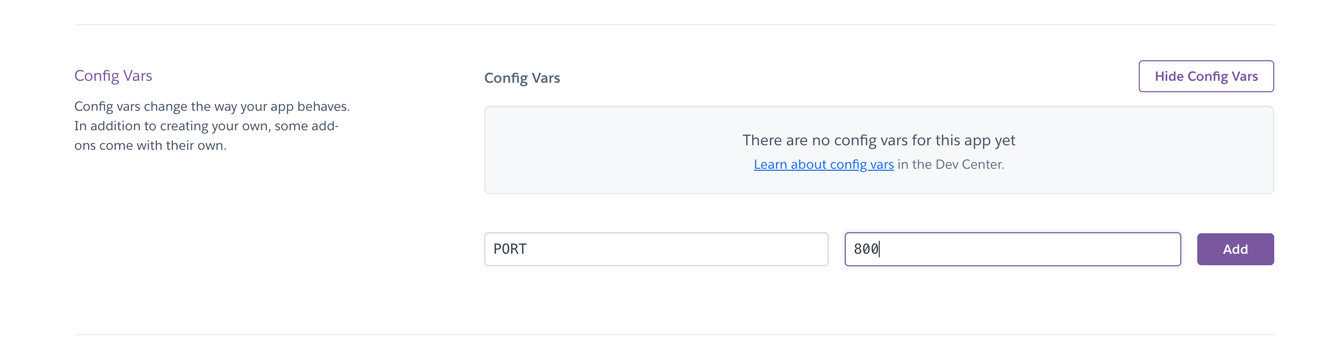 Config Vars
Config vars change the way your app behaves.
In addition to creating your own, some add-
ons come with their own.
Config Vars
Hide Config Vars
There are no config vars for this app yet
Learn about config vars in the Dev Center.
PORT
800
Add